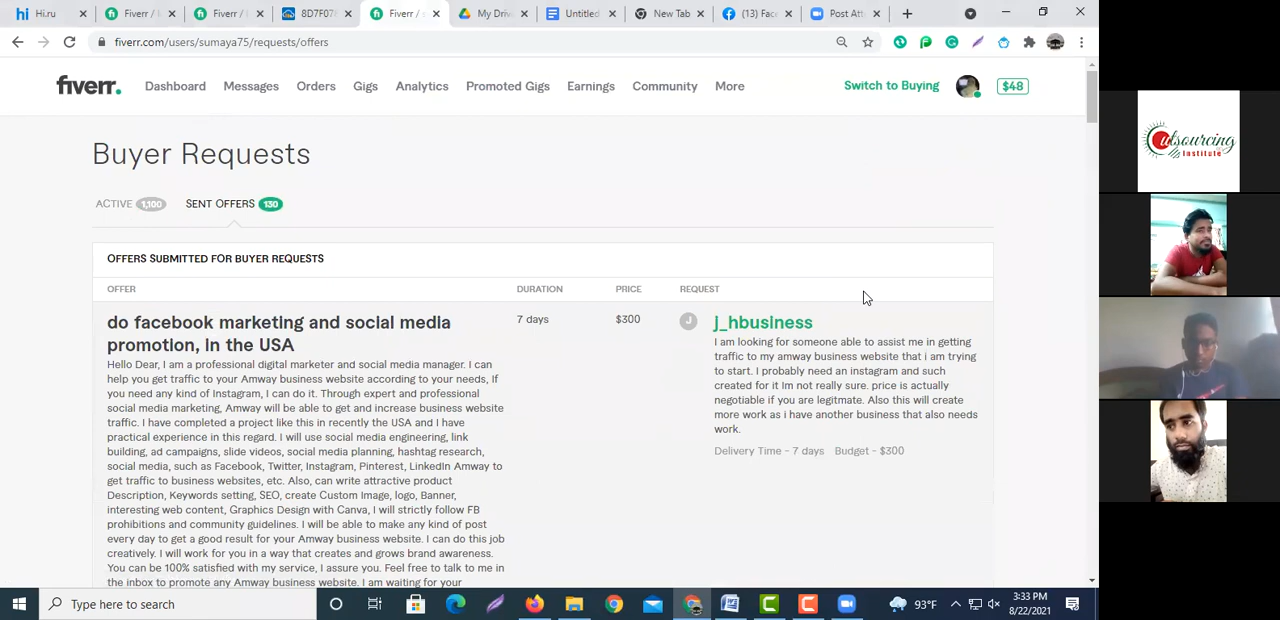 Hi.ru
Fiverr /
Fiverr /
8D7F07
Fiverr / s
My Driv
Untitled
New Tab
(13) Fac
Post Att
fiverr.com/users/sumaya75/requests/offers
fiverr.
Dashboard
Messages
Orders
Gigs
Analytics
Promoted Gigs
Earnings
Community
More
Switch to Buying
$48
Buyer Requests
ACTIVE 1,100
SENT OFFERS 130
OFFERS SUBMITTED FOR BUYER REQUESTS
OFFER
DURATION
PRICE
REQUEST
do facebook marketing and social media
promotion, in the USA
Hello Dear, I am a professional digital marketer and social media manager. I can
help you get traffic to your Amway business website according to your needs, If
you need any kind of Instagram, I can do it. Through expert and professional
social media marketing, Amway will be able to get and increase business website
traffic. I have completed a project like this in recently the USA and I have
practical experience in this regard. I will use social media engineering, link
building, ad campaigns, slide videos, social media planning, hashtag research,
social media, such as Facebook, Twitter, Instagram, Pinterest, LinkedIn Amway to
get traffic to business websites, etc. Also, can write attractive product
Description, Keywords setting, SEO, create Custom Image, logo, Banner,
interesting web content, Graphics Design with Canva, I will strictly follow FB
prohibitions and community guidelines. I will be able to make any kind of post
every day to get a good result for your Amway business website. I can do this job
creatively. I will work for you in a way that creates and grows brand awareness.
You can be 100% satisfied with my service, I assure you. Feel free to talk to me in
the inbox to promote any Amway business website. I am waiting for your
7 days
$300
J
j_hbusiness
I am looking for someone able to assist me in getting
traffic to my amway business website that i am trying
to start. I probably need an instagram and such
created for it Im not really sure. price is actually
negotiable if you are legitimate. Also this will create
more work as i have another business that also needs
work.
Delivery Time - 7 days Budget - $300
Outsourcing
Institute
Type here to search
93°F
3:33 PM
8/22/2021